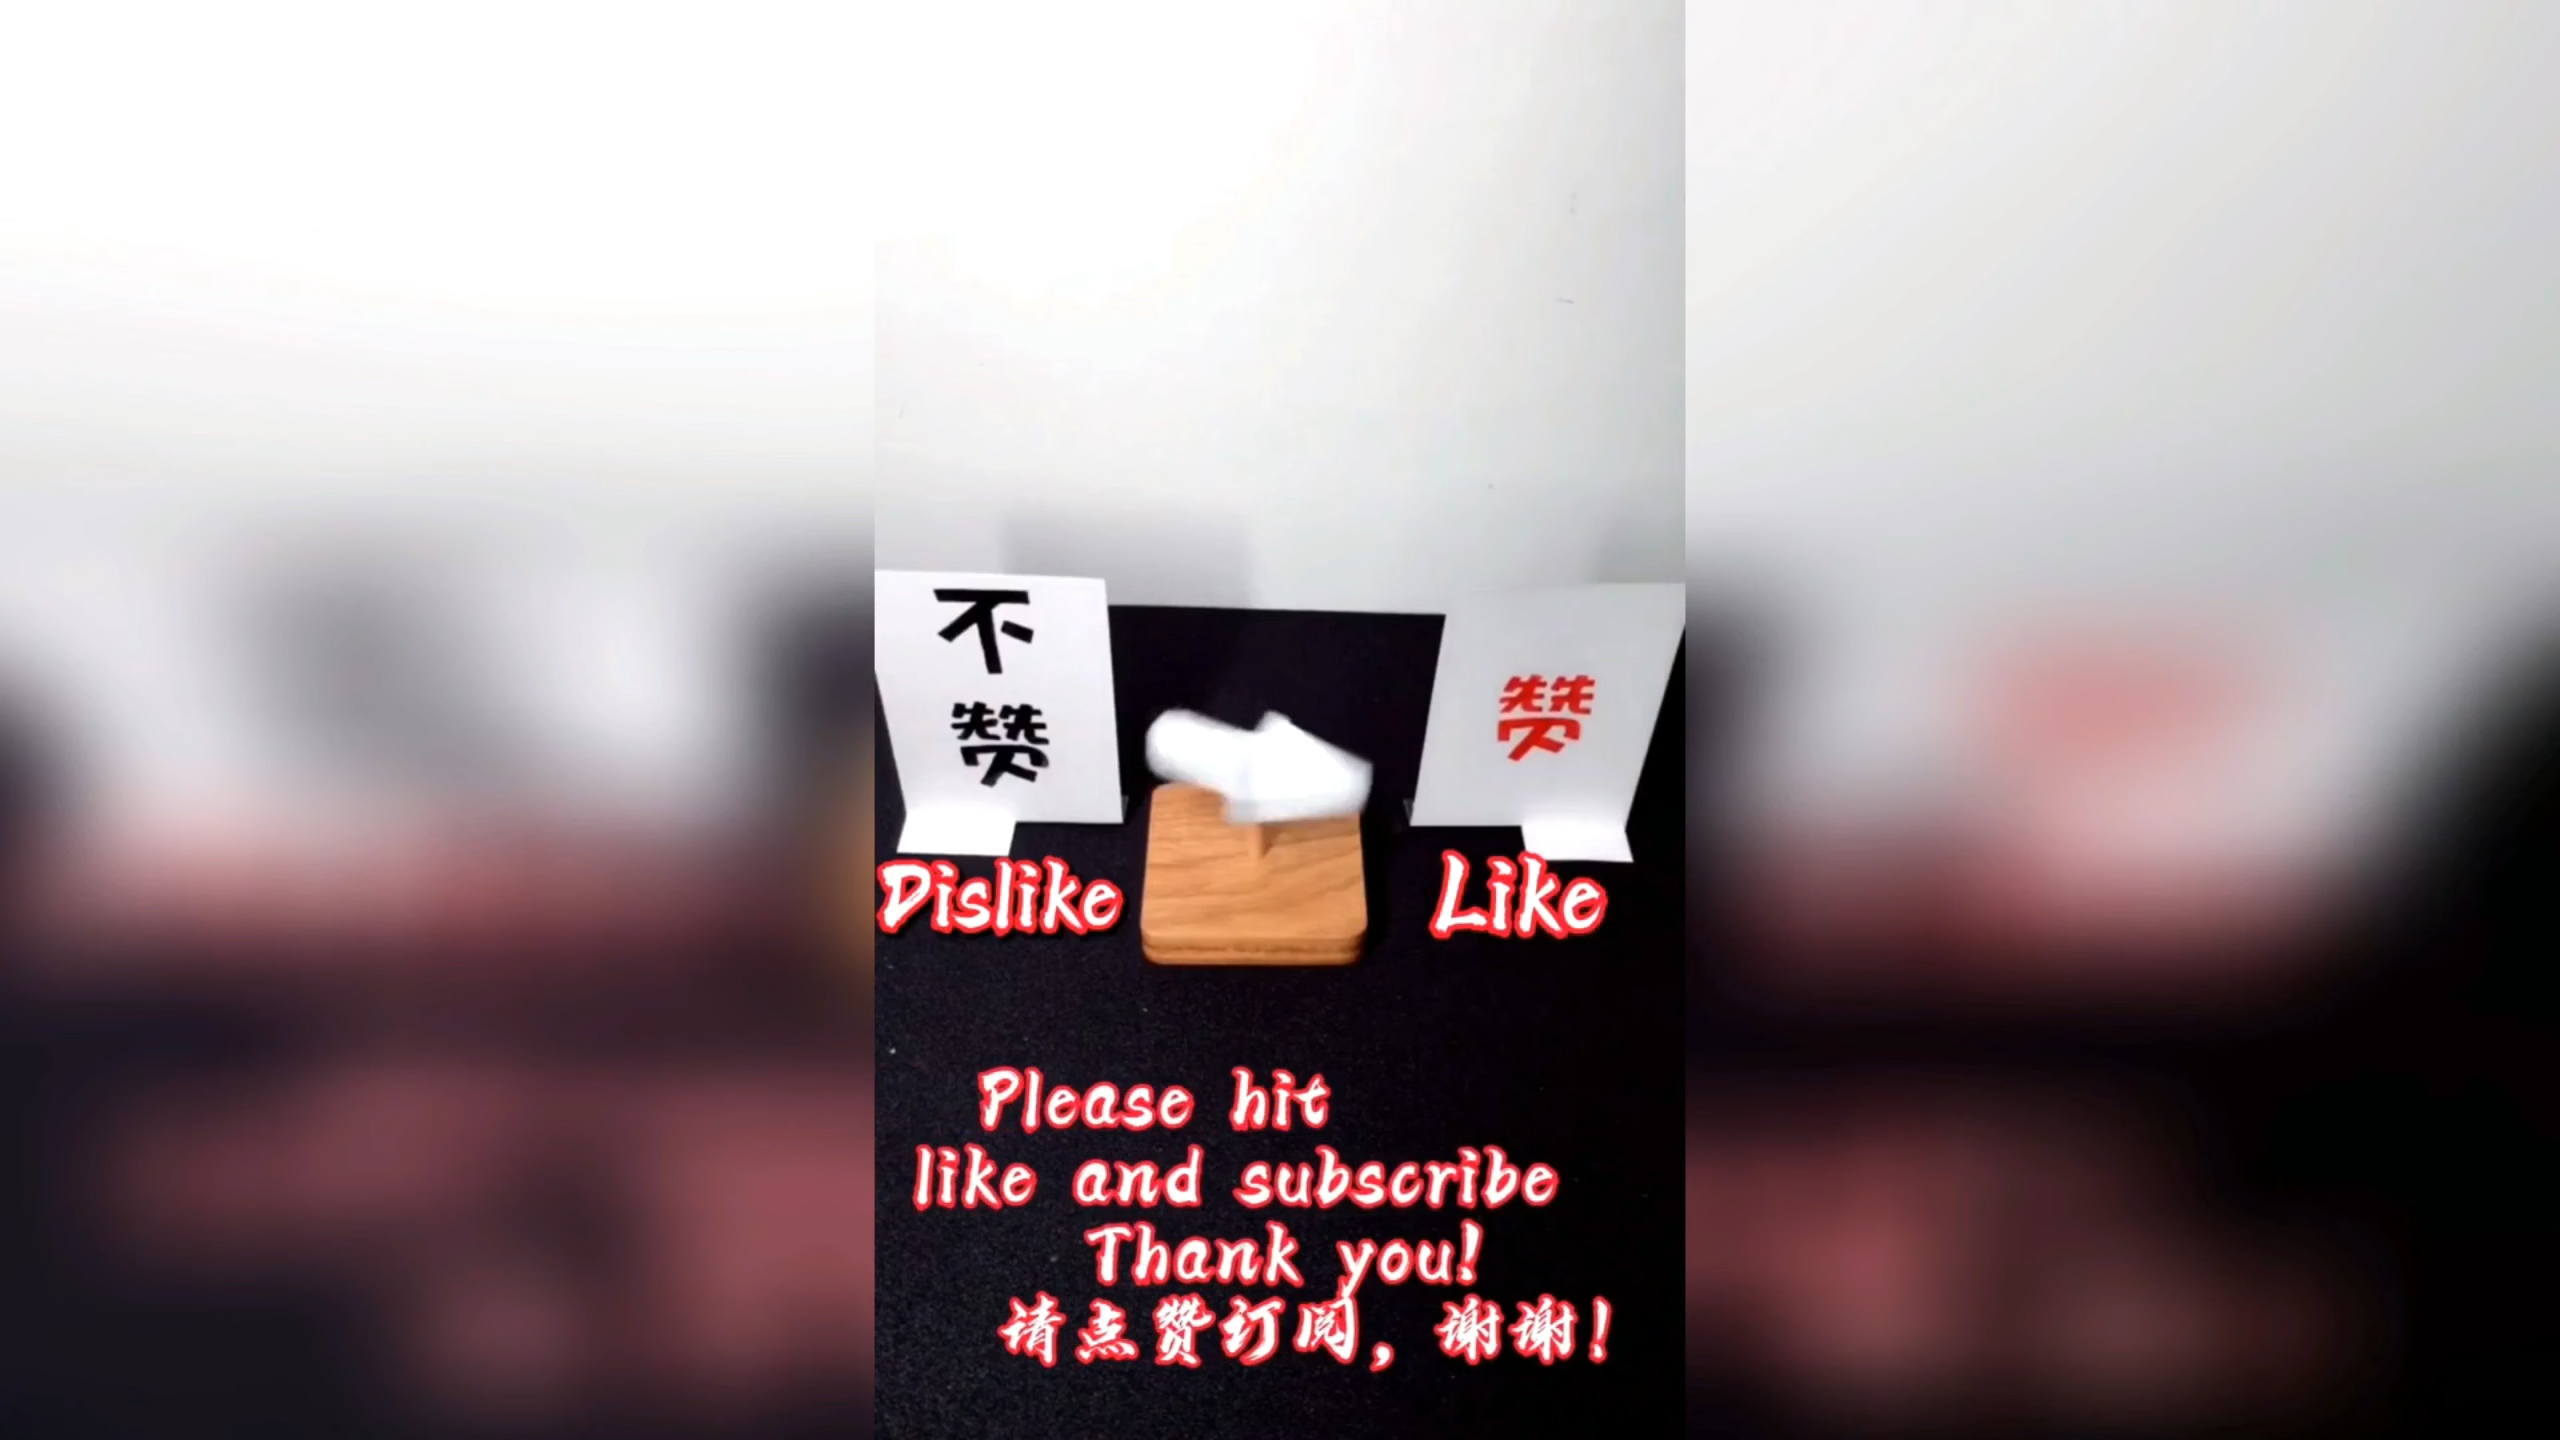 不
赞
赞
Dislike
Like
Please hit
like and subscribe
Thank you!
请点赞订阅，谢谢！